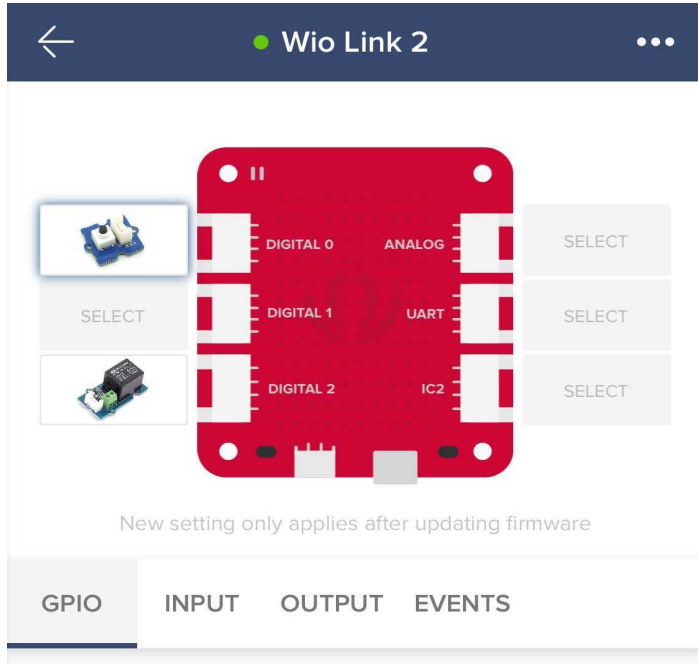 Wio Link 2
DIGITAL 0
ANALOG
SELECT
SELECT
DIGITAL 1
UART
SELECT
DIGITAL 2
IC2
SELECT
New setting only applies after updating firmware
GPIO
INPUT
OUTPUT
EVENTS